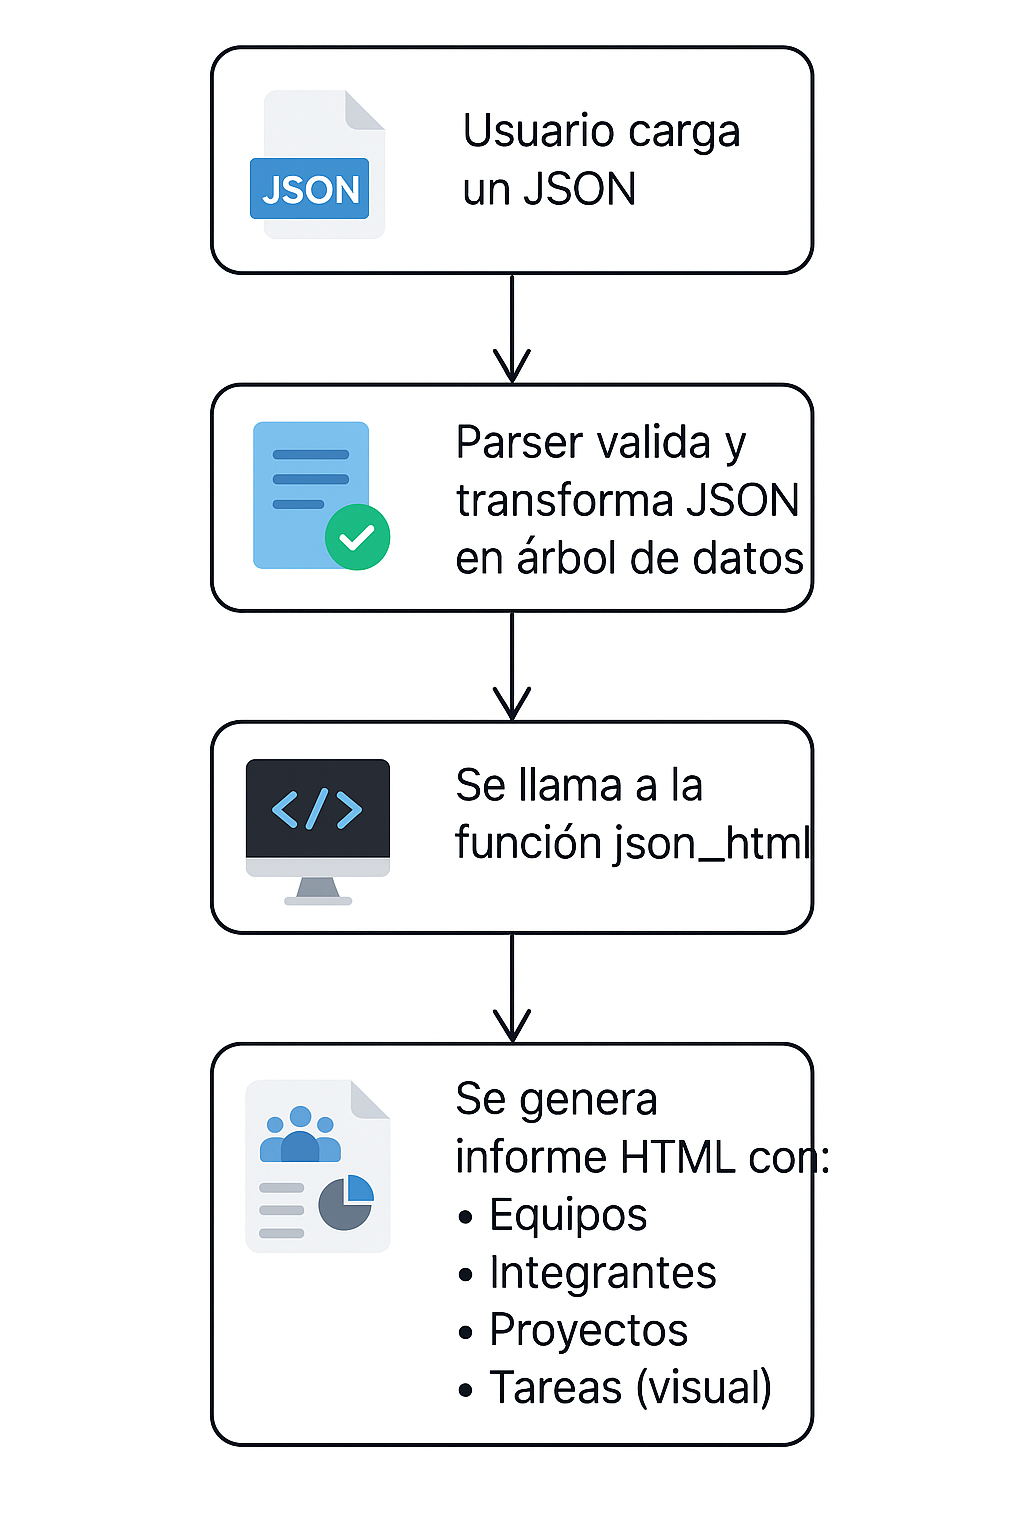 JSON
Usuario carga
un JSON
Parser valida y
transforma JSON
en árbol de datos
</>
Se llama a la
función json_html
Se genera
informe HTML con:
• Equipos
• Integrantes
• Proyectos
• Tareas (visual)